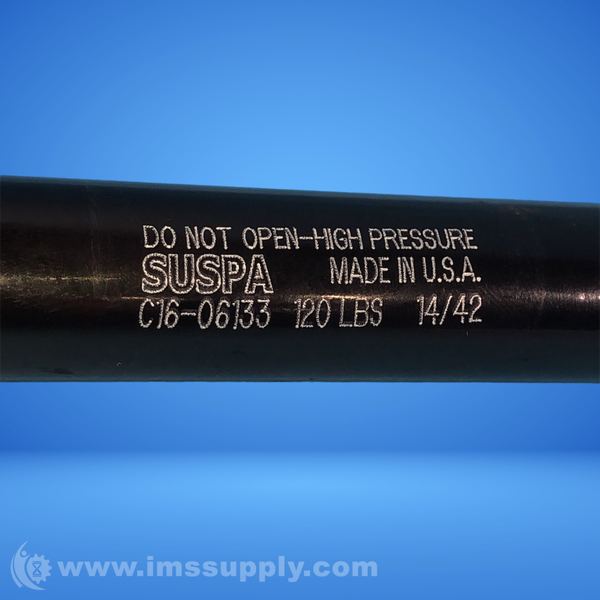 DO NOT OPEN-HIGH PRESSURE
SUSPA MADE IN U.S.A.
C16-06133 120 LBS 14/42
www.imssupply.com